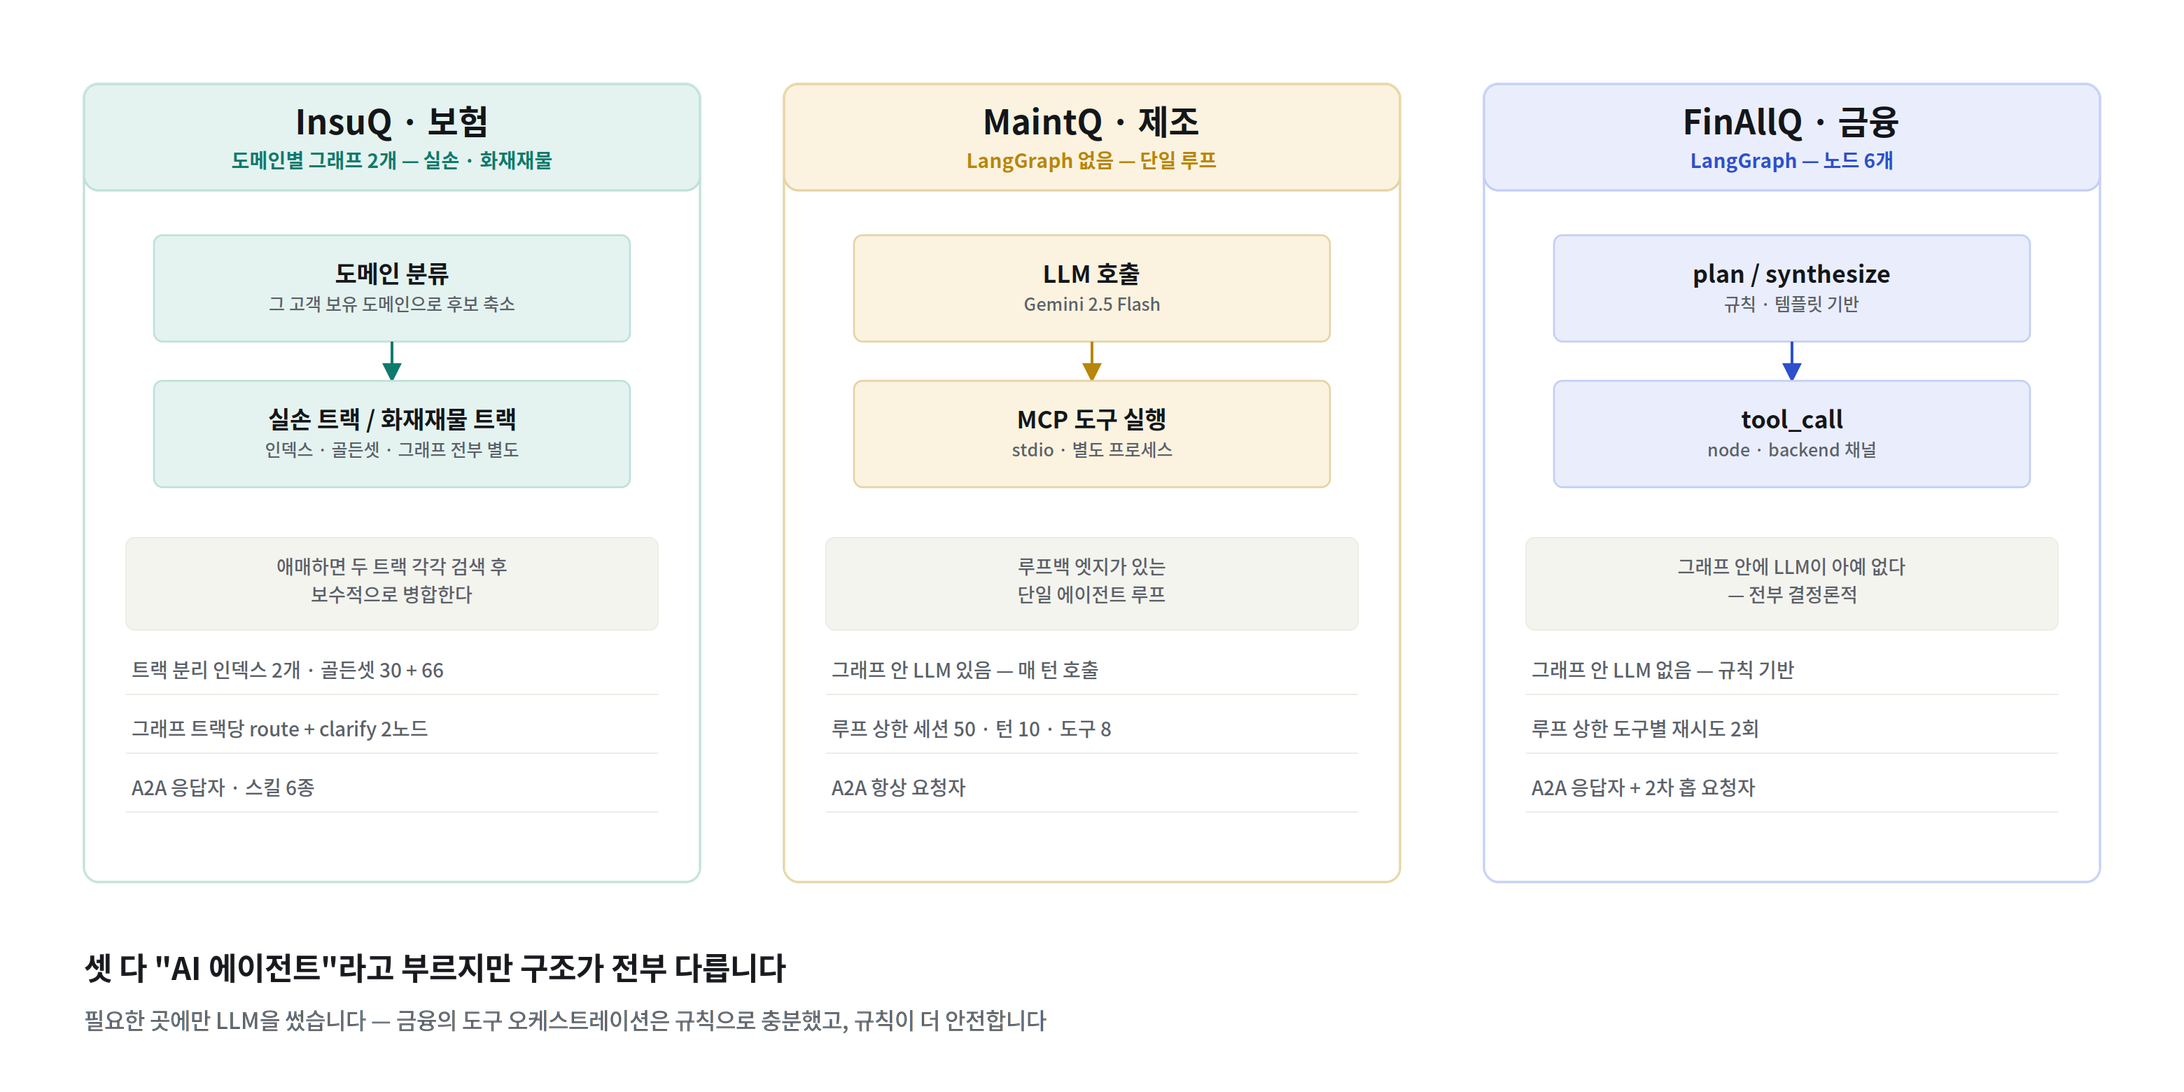 InsuQ · 보험
도메인별 그래프 2개 — 실손 · 화재재물
도메인 분류
그 고객 보유 도메인으로 후보 축소
실손 트랙 / 화재재물 트랙
인덱스 · 골든셋 · 그래프 전부 별도
애매하면 두 트랙 각각 검색 후
보수적으로 병합한다
트랙 분리 인덱스 2개 · 골든셋 30 + 66
그래프 트랙당 route + clarify 2노드
A2A 응답자 · 스킬 6종
MaintQ · 제조
LangGraph 없음 — 단일 루프
LLM 호출
Gemini 2.5 Flash
MCP 도구 실행
stdio · 별도 프로세스
루프백 엣지가 있는
단일 에이전트 루프
그래프 안 LLM 있음 — 매 턴 호출
루프 상한 세션 50 · 턴 10 · 도구 8
A2A 항상 요청자
FinAllQ · 금융
LangGraph — 노드 6개
plan / synthesize
규칙 · 템플릿 기반
tool_call
node · backend 채널
그래프 안에 LLM이 아예 없다
— 전부 결정론적
그래프 안 LLM 없음 — 규칙 기반
루프 상한 도구별 재시도 2회
A2A 응답자 + 2차 홉 요청자
셋 다 "AI 에이전트"라고 부르지만 구조가 전부 다릅니다
필요한 곳에만 LLM을 썼습니다 — 금융의 도구 오케스트레이션은 규칙으로 충분했고, 규칙이 더 안전합니다